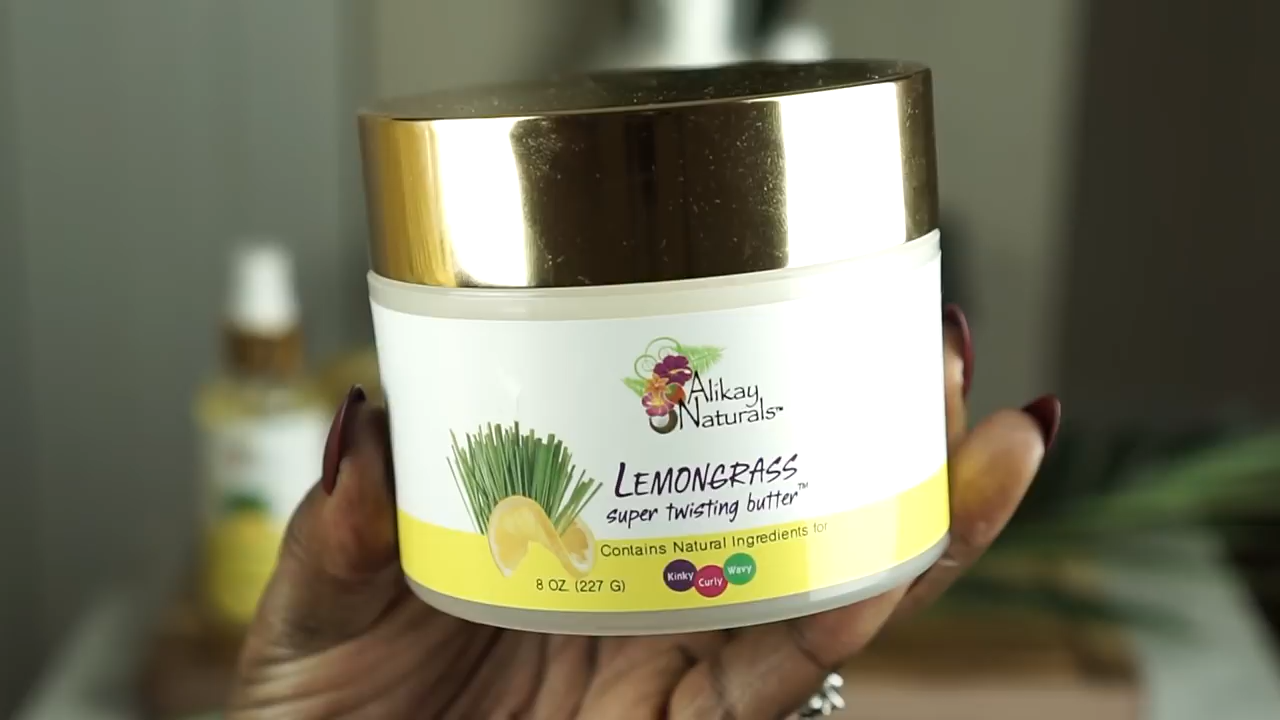 Alikay
Naturals™
LEMONGRASS
super twisting butter™
Contains Natural Ingredients for
Kinky Curly Wavy
8 OZ. (227 G)